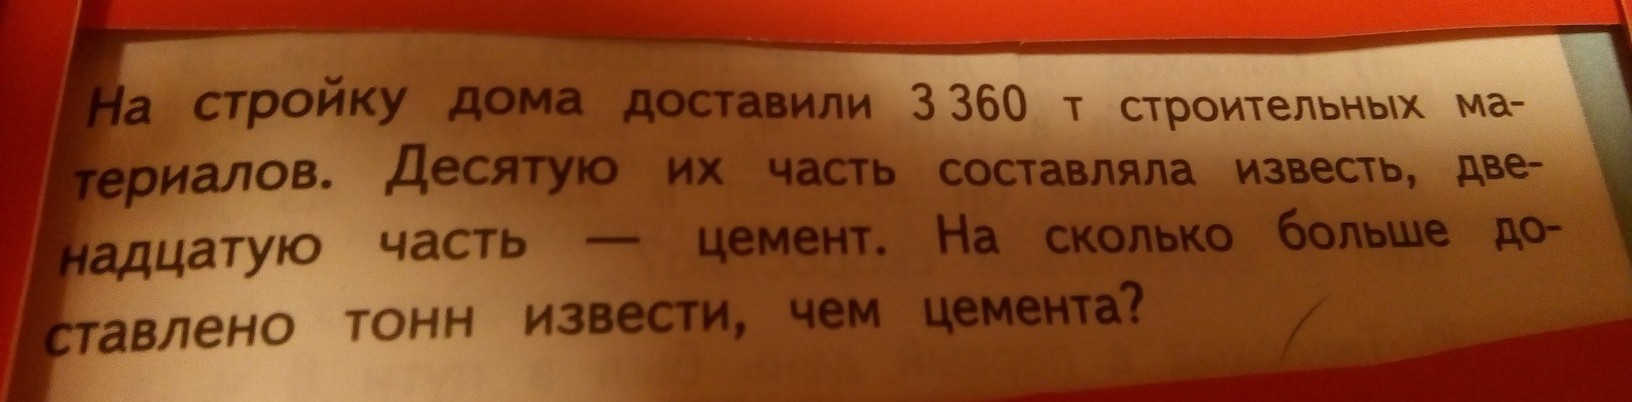 На стройку дома доставили 3 360 т строительных ма-
териалов. Десятую их часть составляла известь, две-
надцатую часть — цемент. На сколько больше до-
ставлено тонн извести, чем цемента?